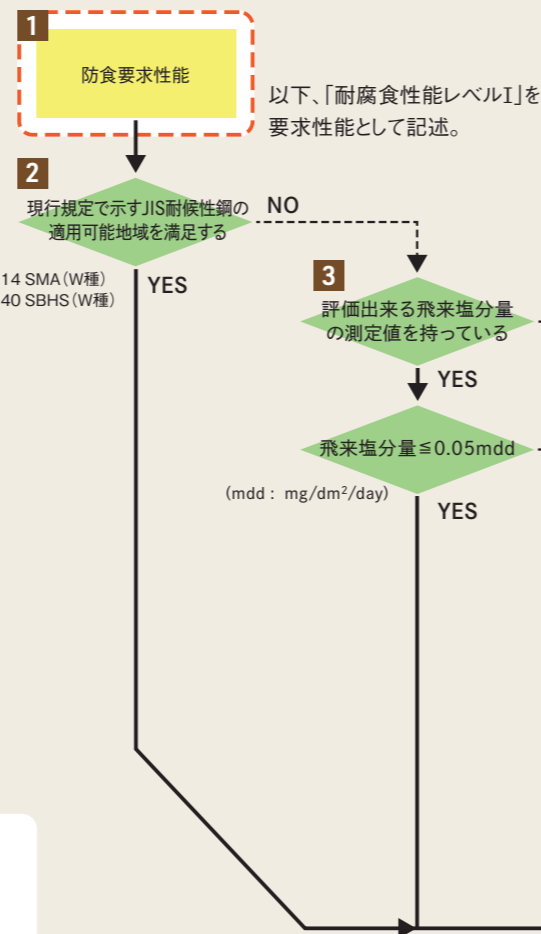 1
防食要求性能
以下、「耐腐食性能レベルI」を
要求性能として記述。
2
現行規定で示すJIS耐候性鋼の
適用可能地域を満足する
NO
14 SMA（W種）
40 SBHS（W種）
YES
3
評価出来る飛来塩分量
の測定値を持っている
YES
飛来塩分量≦0.05mdd
(mdd : mg/dm²/day)
YES